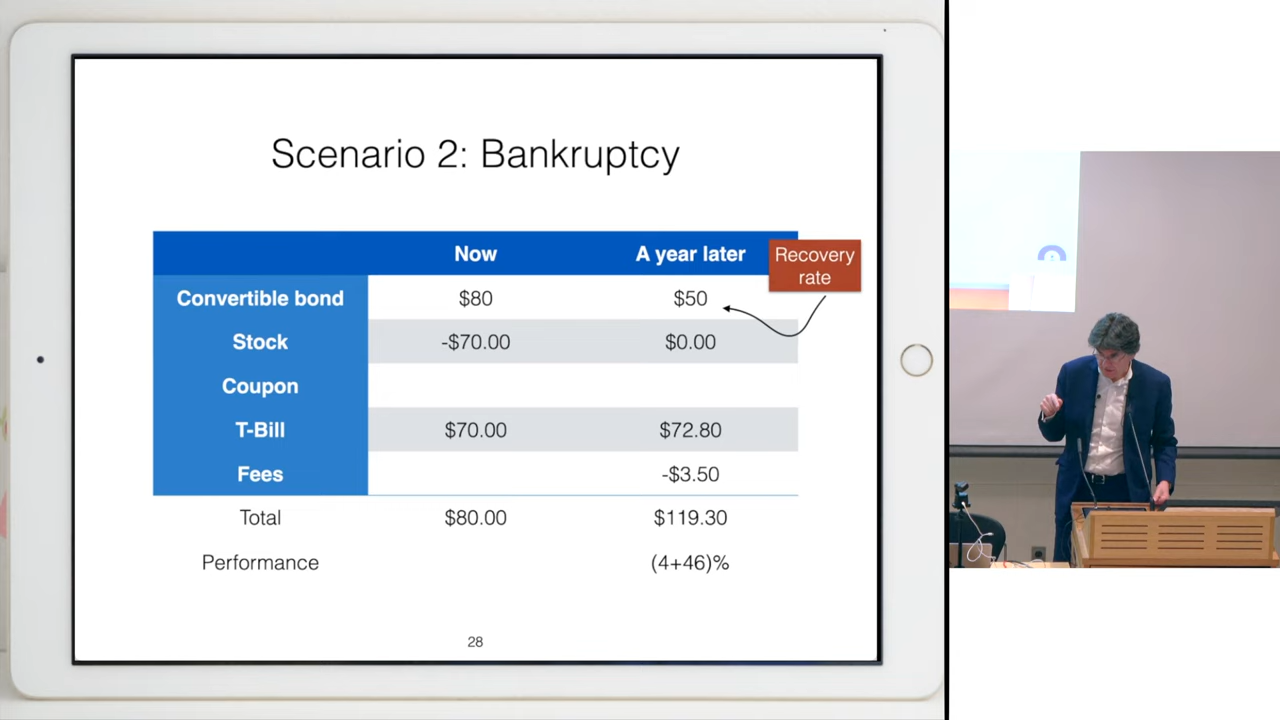 Scenario 2: Bankruptcy
Now A year later
Recovery
rate
Convertible bond $80 $50
Stock -$70.00 $0.00
Coupon
T-Bill $70.00 $72.80
Fees -$3.50
Total $80.00 $119.30
Performance (4+46)%
28